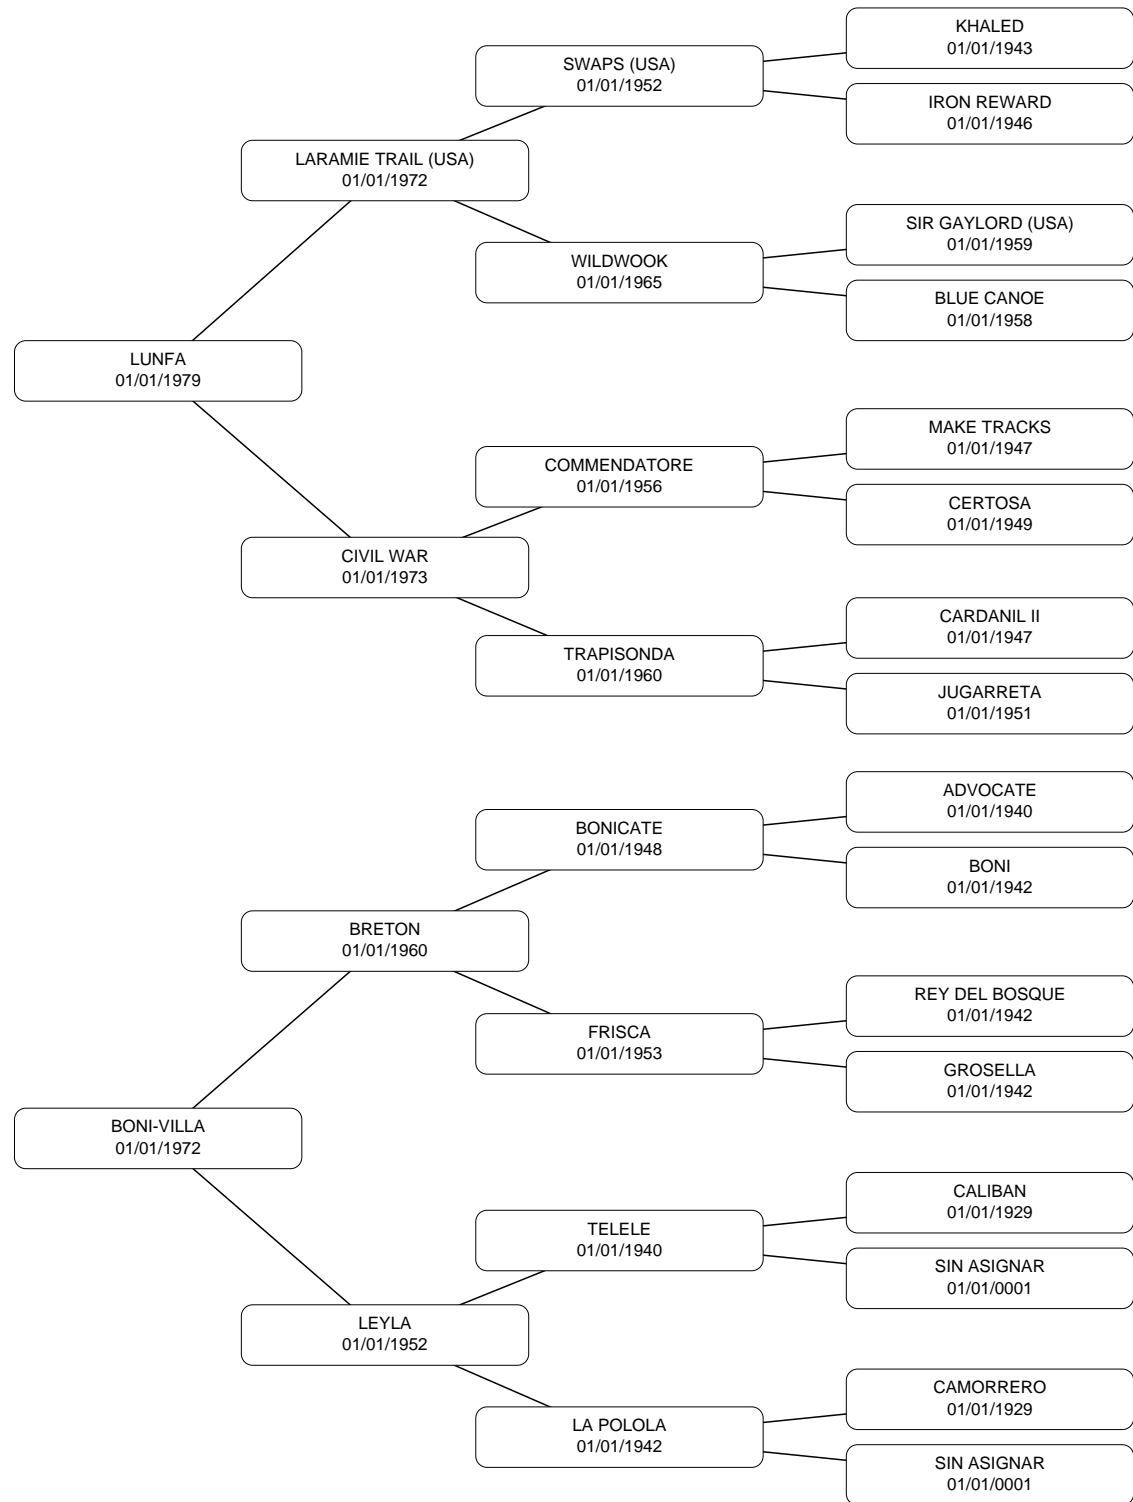 KHALED
01/01/1943
SWAPS (USA)
01/01/1952
IRON REWARD
01/01/1946
LARAMIE TRAIL (USA)
01/01/1972
SIR GAYLORD (USA)
01/01/1959
WILDWOOK
01/01/1965
BLUE CANOE
01/01/1958
LUNFA
01/01/1979
MAKE TRACKS
01/01/1947
COMMENDATORE
01/01/1956
CERTOSA
01/01/1949
CIVIL WAR
01/01/1973
CARDANIL II
01/01/1947
TRAPISONDA
01/01/1960
JUGARRETA
01/01/1951
ADVOCATE
01/01/1940
BONICATE
01/01/1948
BONI
01/01/1942
BRETON
01/01/1960
REY DEL BOSQUE
01/01/1942
FRISCA
01/01/1953
GROSELLA
01/01/1942
BONI-VILLA
01/01/1972
CALIBAN
01/01/1929
TELELE
01/01/1940
SIN ASIGNAR
01/01/0001
LEYLA
01/01/1952
CAMORRERO
01/01/1929
LA POLOLA
01/01/1942
SIN ASIGNAR
01/01/0001